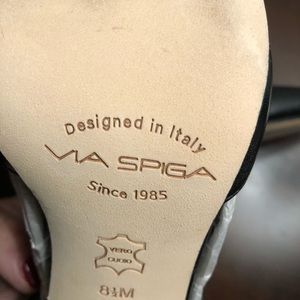 Designed in Italy
VIA SPIGA
Since 1985
VERO
CUOIO
8½M